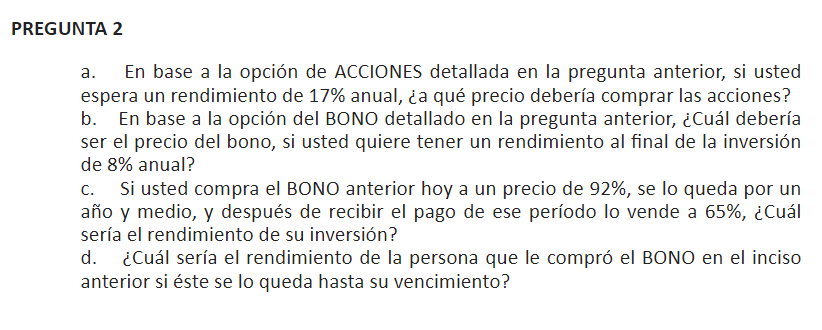 PREGUNTA 2
a. En base a la opción de ACCIONES detallada en la pregunta anterior, si usted
espera un rendimiento de 17% anual, ¿a qué precio debería comprar las acciones?
b. En base a la opción del BONO detallado en la pregunta anterior, ¿Cuál debería
ser el precio del bono, si usted quiere tener un rendimiento al final de la inversión
de 8% anual?
c. Si usted compra el BONO anterior hoy a un precio de 92%, se lo queda por un
año y medio, y después de recibir el pago de ese período lo vende a 65%, ¿Cuál
sería el rendimiento de su inversión?
d. ¿Cuál sería el rendimiento de la persona que le compró el BONO en el inciso
anterior si éste se lo queda hasta su vencimiento?